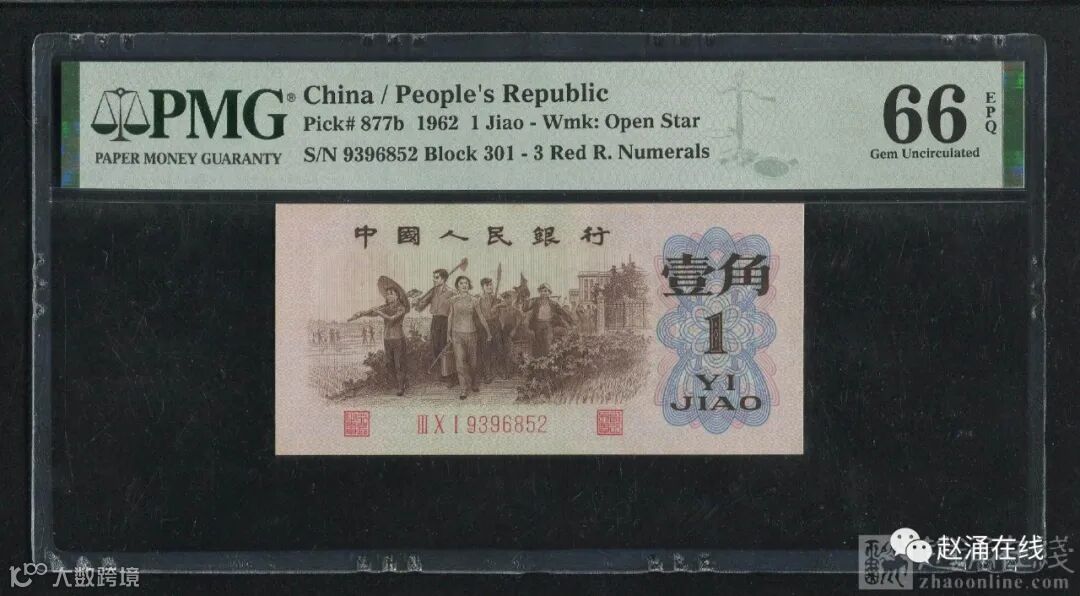 PMG®
PAPER MONEY GUARANTY
China / People's Republic
Pick# 877b 1962 1 Jiao - Wmk: Open Star
S/N 9396852 Block 301 - 3 Red R. Numerals
66 EPQ
Gem Uncirculated
中國人民銀行
壹角
1
YI
JIAO
ⅢⅩⅠ9396852
赵涌在线
zhaoonline.com
大数跨境